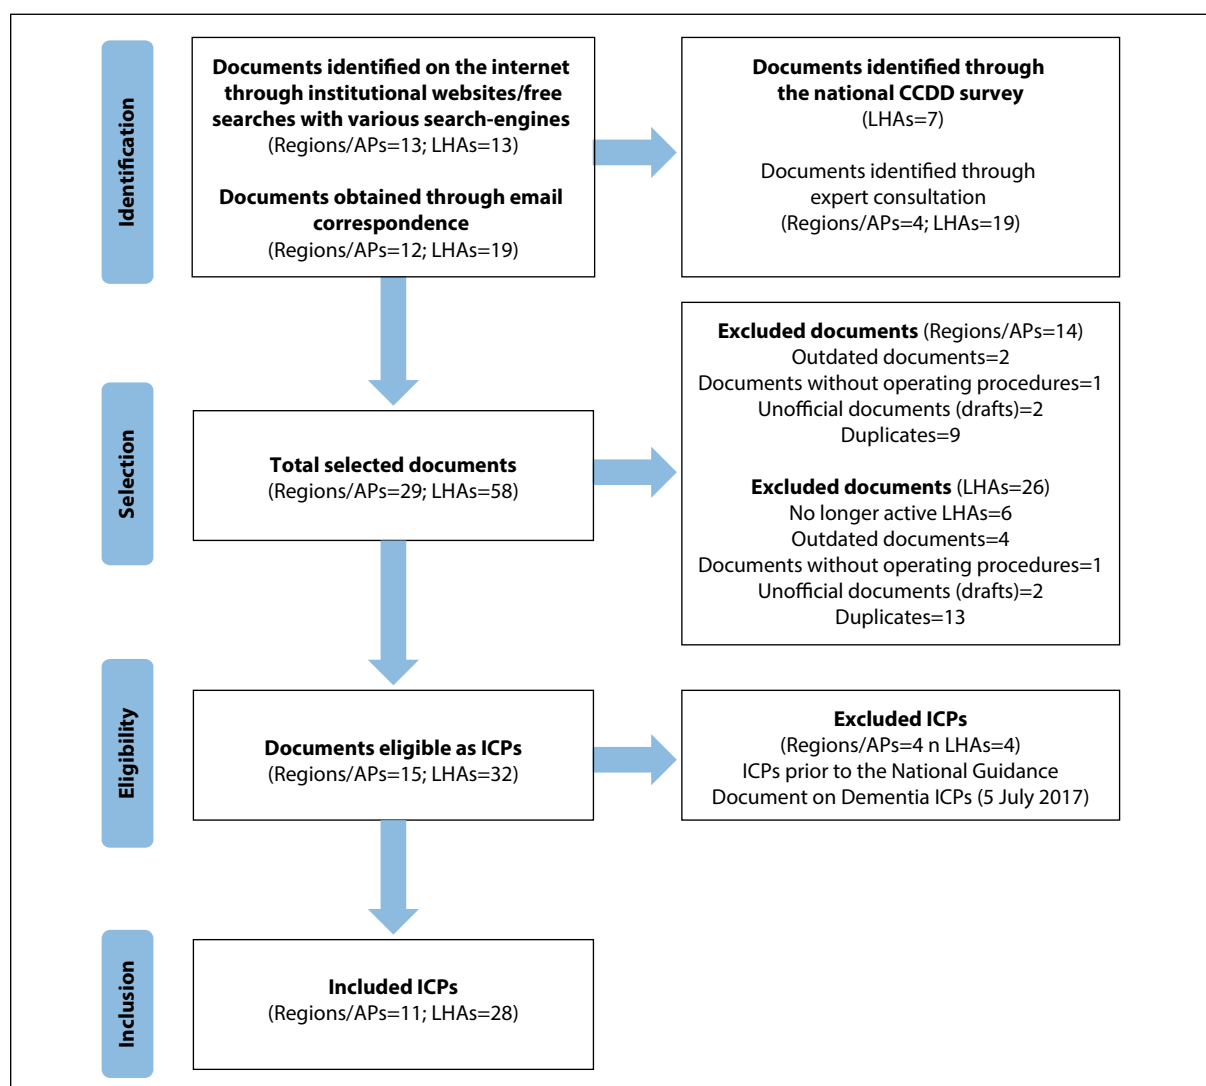 Identification
Documents identified on the internet
through institutional websites/free
searches with various search-engines
(Regions/APs=13; LHAs=13)
Documents obtained through email
correspondence
(Regions/APs=12; LHAs=19)
Documents identified through
the national CCDD survey
(LHAs=7)
Documents identified through
expert consultation
(Regions/APs=4; LHAs=19)
Selection
Total selected documents
(Regions/APs=29; LHAs=58)
Excluded documents (Regions/APs=14)
Outdated documents=2
Documents without operating procedures=1
Unofficial documents (drafts)=2
Duplicates=9
Excluded documents (LHAs=26)
No longer active LHAs=6
Outdated documents=4
Documents without operating procedures=1
Unofficial documents (drafts)=2
Duplicates=13
Eligibility
Documents eligible as ICPs
(Regions/APs=15; LHAs=32)
Excluded ICPs
(Regions/APs=4 n LHAs=4)
ICPs prior to the National Guidance
Document on Dementia ICPs (5 July 2017)
Inclusion
Included ICPs
(Regions/APs=11; LHAs=28)